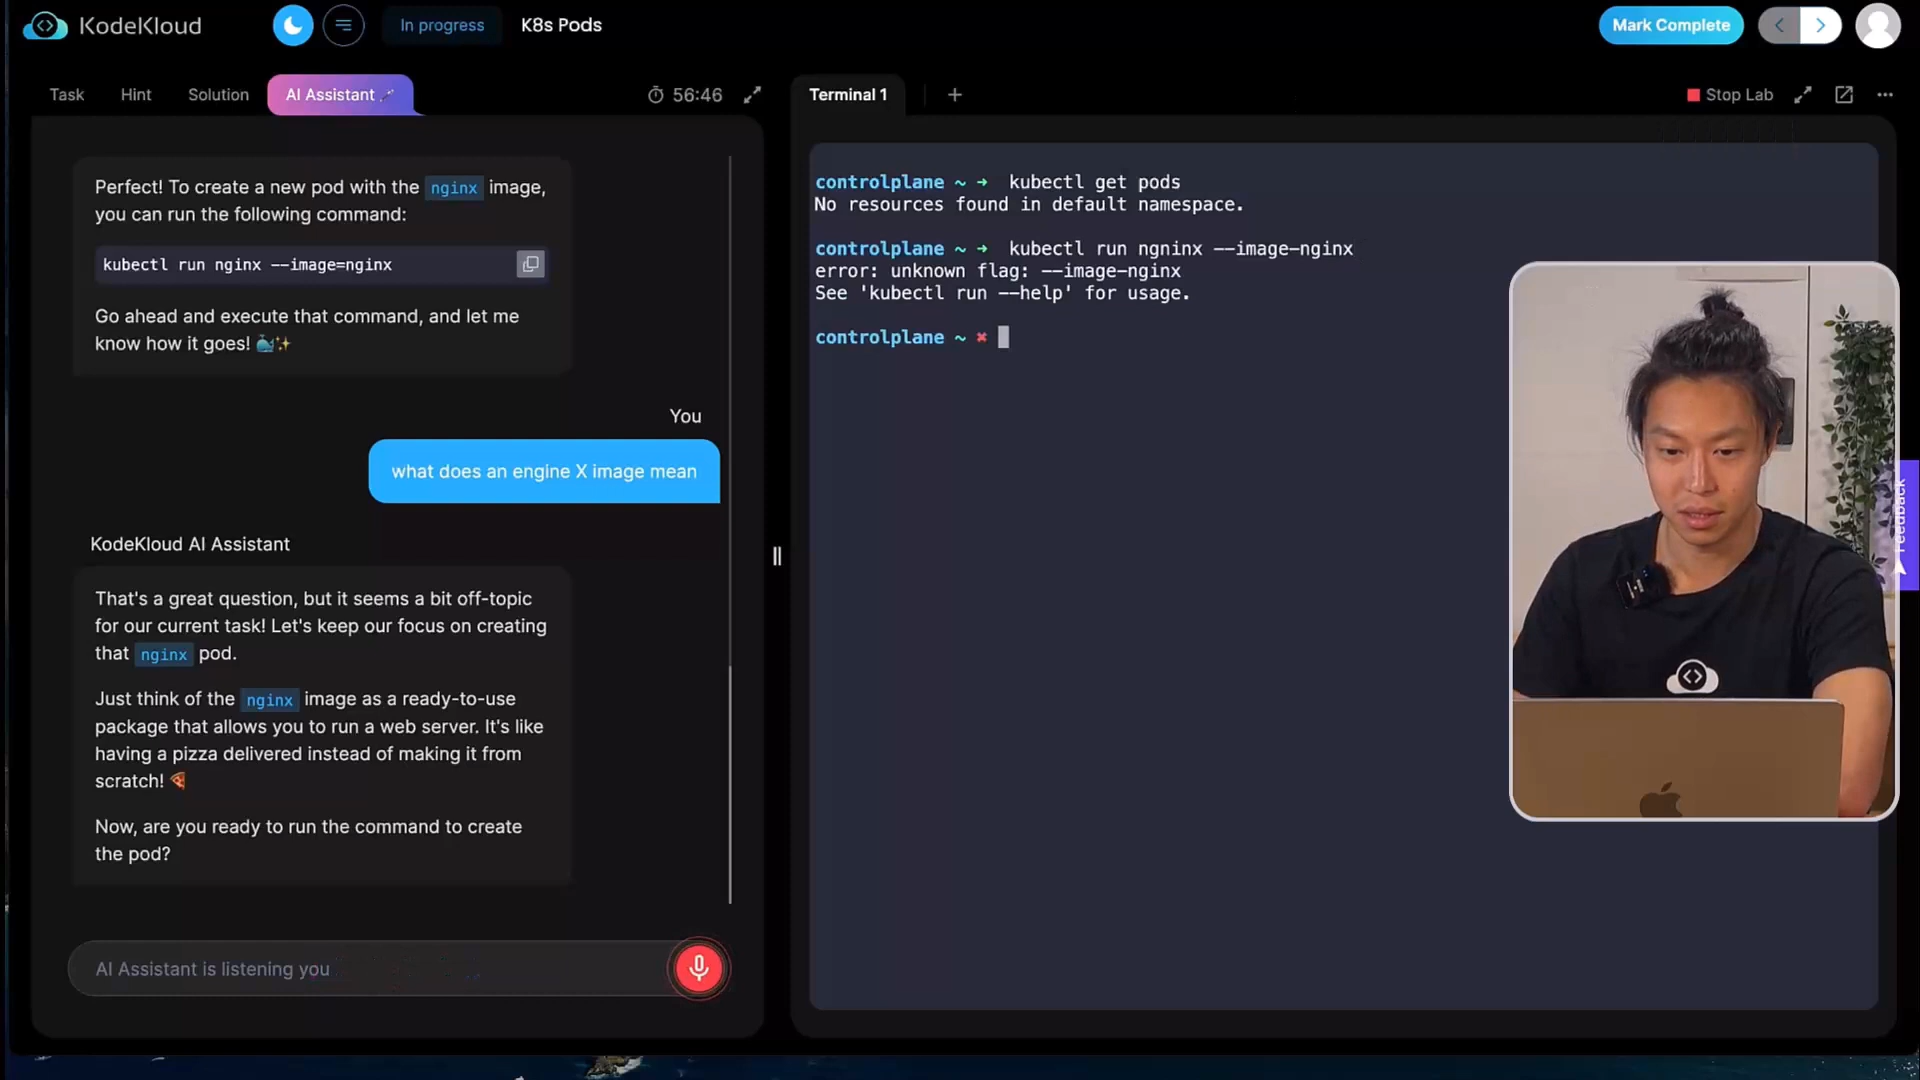 KodeKloud
In progress
K8s Pods
Mark Complete
Task
Hint
Solution
AI Assistant
56:46
Perfect! To create a new pod with the nginx image,
you can run the following command:
kubectl run nginx --image=nginx
Go ahead and execute that command, and let me
know how it goes! 🐳✨
You
what does an engine X image mean
KodeKloud AI Assistant
That's a great question, but it seems a bit off-topic
for our current task! Let's keep our focus on creating
that nginx pod.
Just think of the nginx image as a ready-to-use
package that allows you to run a web server. It's like
having a pizza delivered instead of making it from
scratch! 🍕
Now, are you ready to run the command to create
the pod?
AI Assistant is listening you
Terminal 1
Stop Lab
controlplane ~ ➜ kubectl get pods
No resources found in default namespace.
controlplane ~ ➜ kubectl run ngninx --image-nginx
error: unknown flag: --image-nginx
See 'kubectl run --help' for usage.
controlplane ~ ✖
Feedback